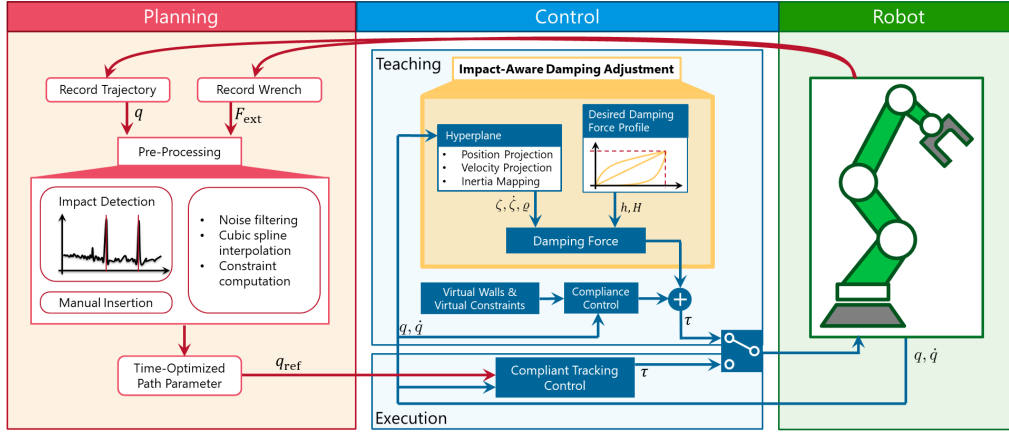 Planning
Control
Robot
Record Trajectory
Record Wrench
q
F_ext
Pre-Processing
Impact Detection
Manual Insertion
• Noise filtering
• Cubic spline
interpolation
• Constraint
computation
Time-Optimized
Path Parameter
q_ref
Teaching
Impact-Aware Damping Adjustment
Hyperplane
• Position Projection
• Velocity Projection
• Inertia Mapping
Desired Damping
Force Profile
ζ, ζ̇, ϱ
h, H
Damping Force
Virtual Walls &
Virtual Constraints
Compliance
Control
+
τ
q, q̇
Compliant Tracking
Control
τ
Execution
q, q̇